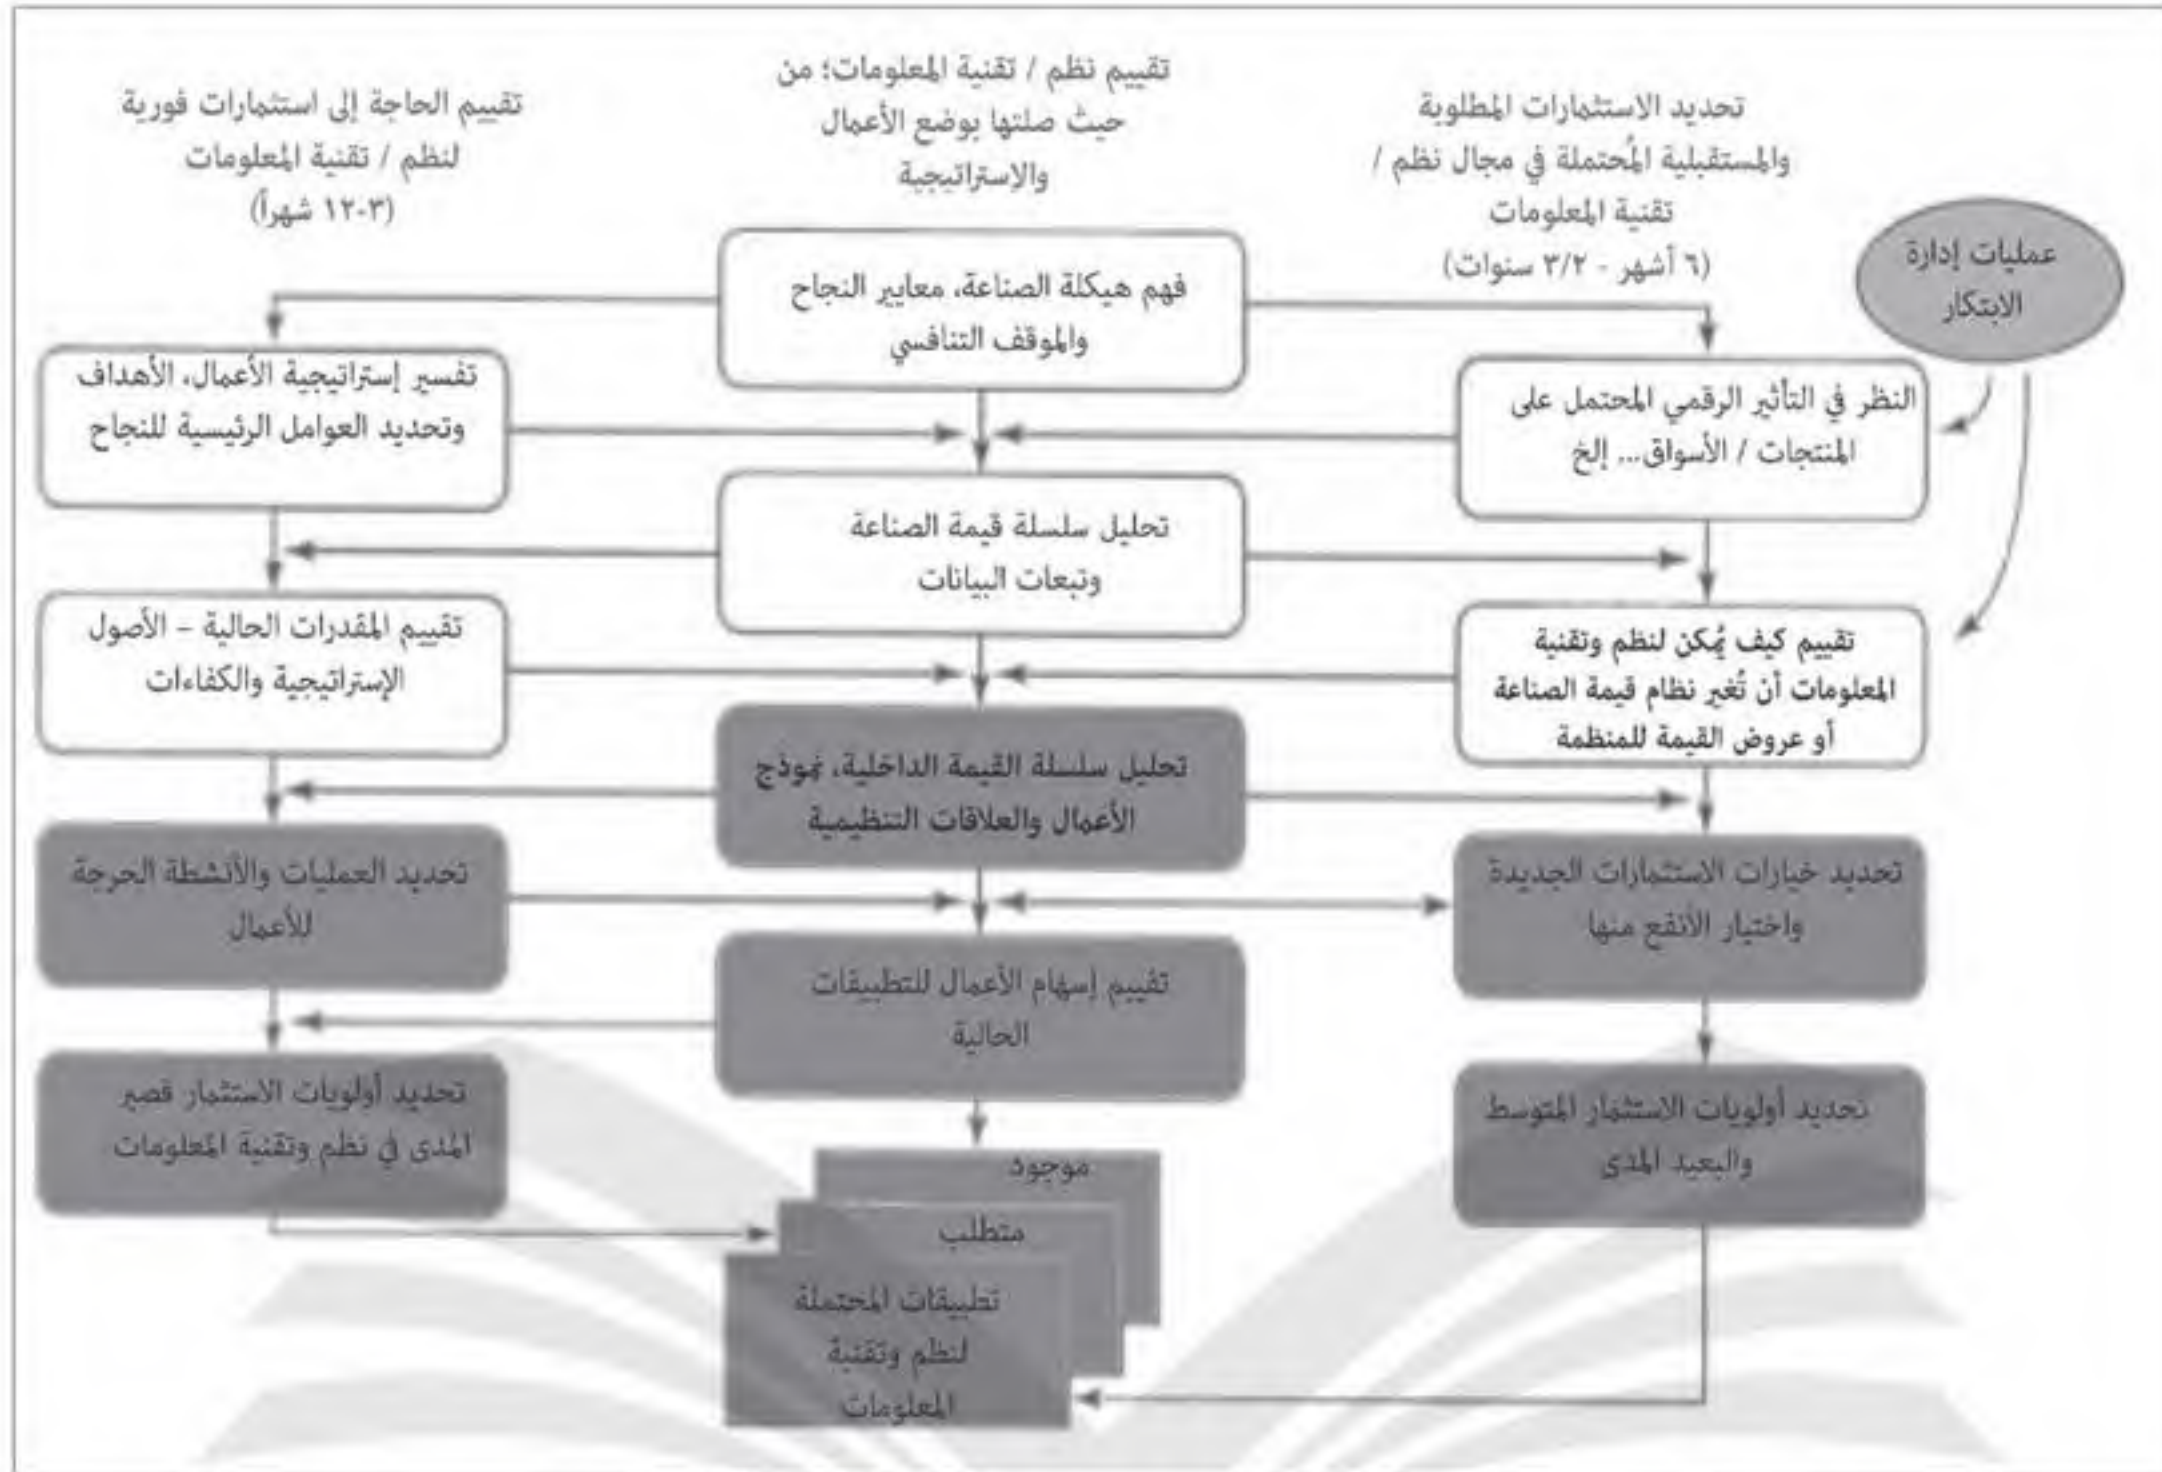 تحديد الاستثمارات المطلوبة
والمستقبلية المُحتملة في مجال نظم /
تقنية المعلومات
(٦ أشهر - ٣/٢ سنوات)
تقييم نظم / تقنية المعلومات؛ من
حيث صلتها بوضع الأعمال
والإستراتيجية
تقييم الحاجة إلى استثمارات فورية
لنظم / تقنية المعلومات
(٣-١٢ شهراً)
عمليات إدارة
الابتكار
فهم هيكلة الصناعة، معايير النجاح
والموقف التنافسي
النظر في التأثير الرقمي المحتمل على
المنتجات / الأسواق... إلخ
تفسير إستراتيجية الأعمال، الأهداف
وتحديد العوامل الرئيسية للنجاح
تحليل سلسلة قيمة الصناعة
وتبعات البيانات
تقييم كيف يُمكن لنظم وتقنية
المعلومات أن تُغير نظام قيمة الصناعة
أو عروض القيمة للمنظمة
تقييم المقدرات الحالية – الأصول
الإستراتيجية والكفاءات
تحليل سلسلة القيمة الداخلية، نموذج
الأعمال والعلاقات التنظيمية
تحديد خيارات الاستثمارات الجديدة
واختيار الأنفع منها
تحديد العمليات والأنشطة الحرجة
للأعمال
تقييم إسهام الأعمال للتطبيقات
الحالية
تحديد أولويات الاستثمار المتوسط
والبعيد المدى
تحديد أولويات الاستثمار قصير
المدى في نظم وتقنية المعلومات
موجود
متطلب
تطبيقات المحتملة
لنظم وتقنية
المعلومات